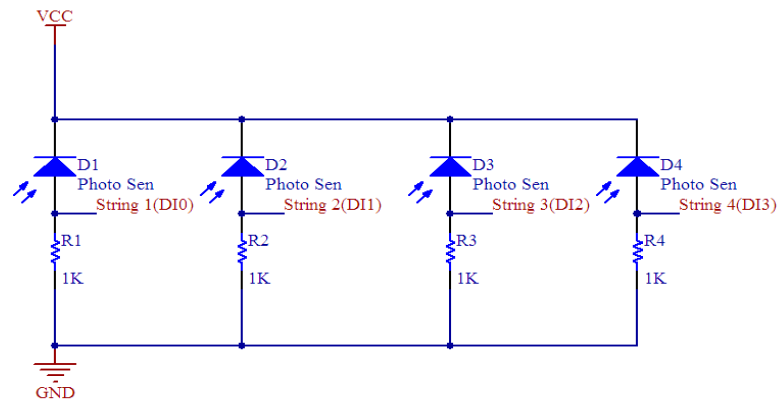 VCC
D1
Photo Sen
String 1(DI0)
R1
1K
D2
Photo Sen
String 2(DI1)
R2
1K
D3
Photo Sen
String 3(DI2)
R3
1K
D4
Photo Sen
String 4(DI3)
R4
1K
GND